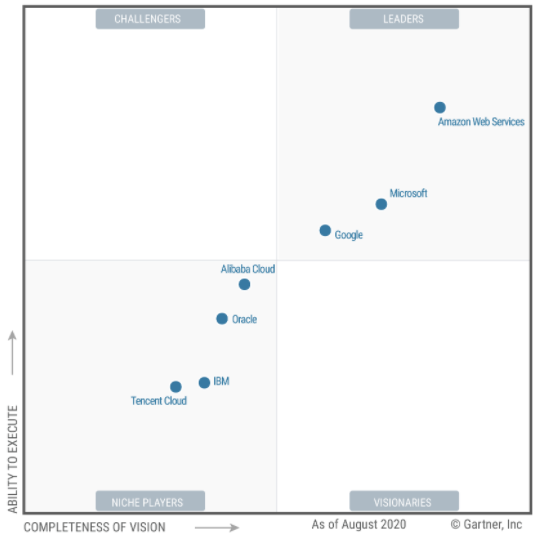 CHALLENGERS
LEADERS
Amazon Web Services
Microsoft
Google
Alibaba Cloud
Oracle
IBM
Tencent Cloud
NICHE PLAYERS
VISIONARIES
ABILITY TO EXECUTE
COMPLETENESS OF VISION
As of August 2020
© Gartner, Inc